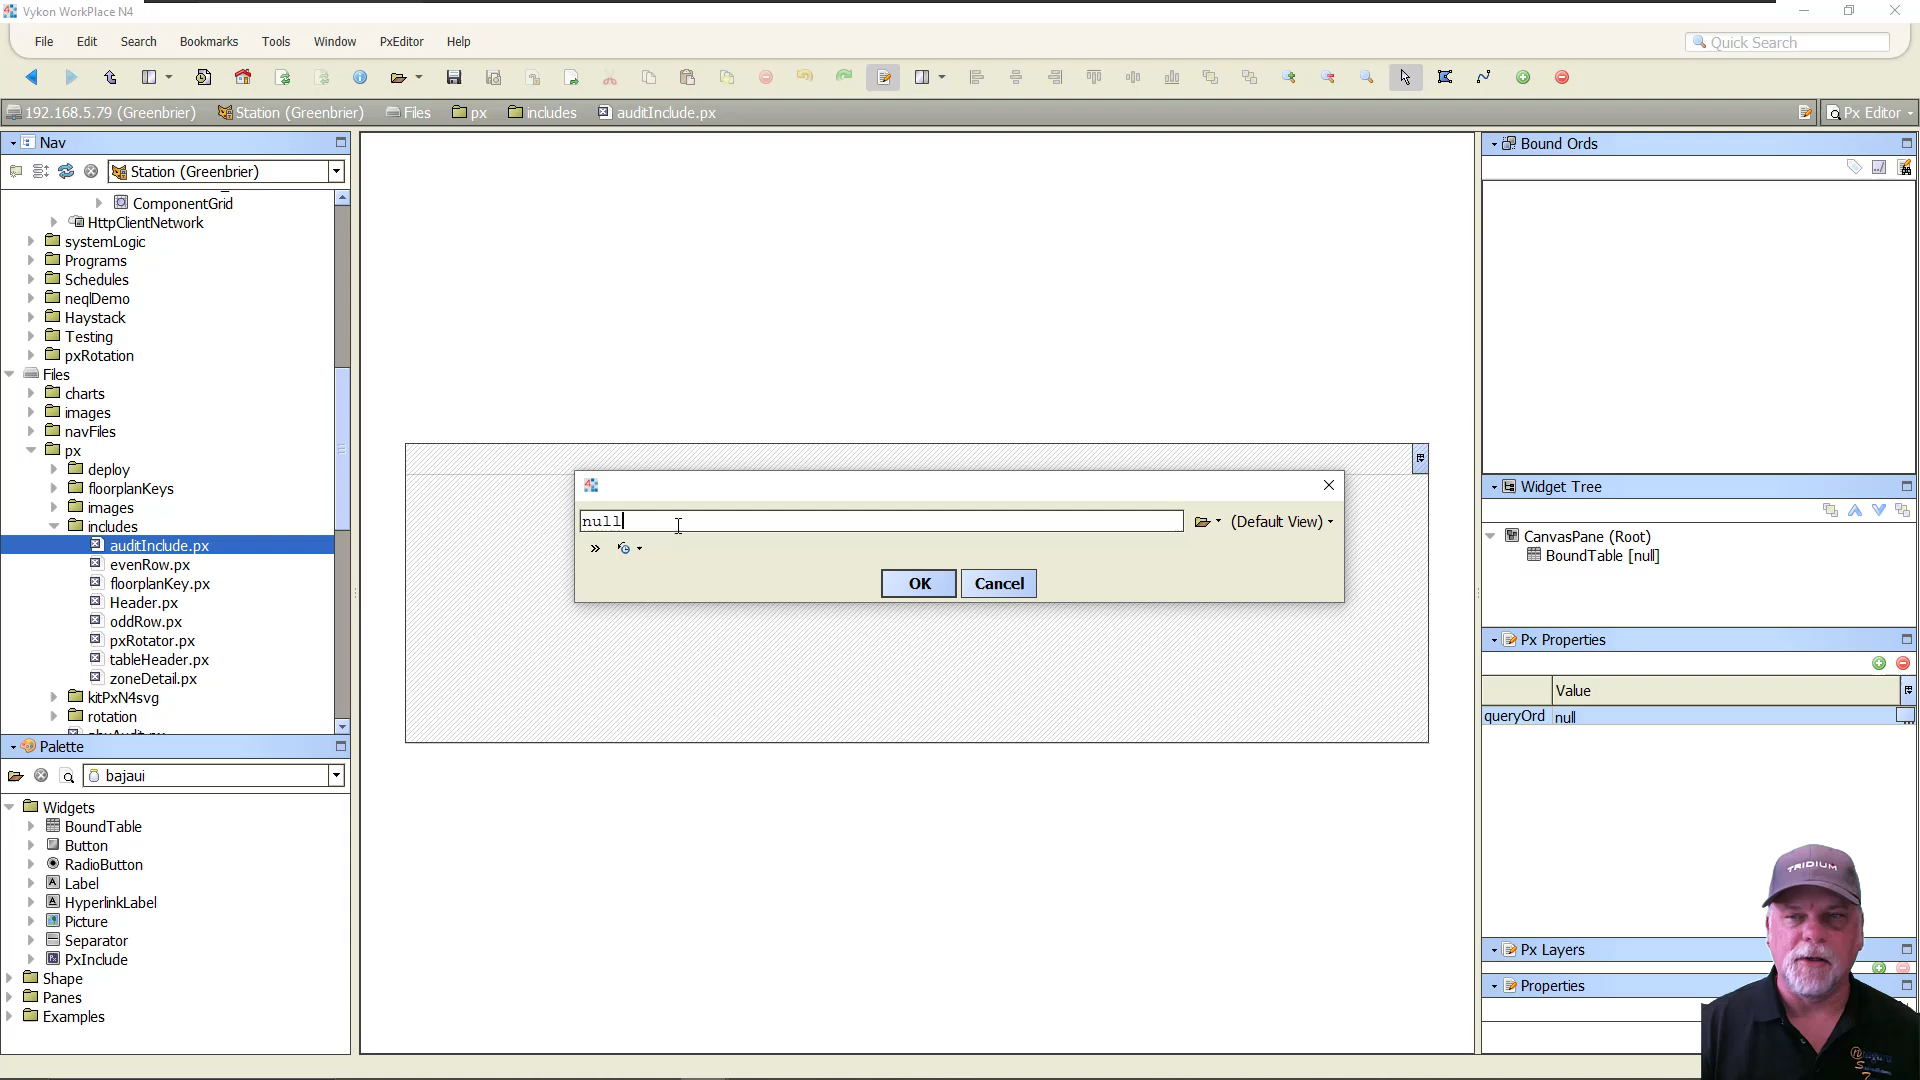 Vykon WorkPlace N4
File Edit Search Bookmarks Tools Window PxEditor Help
Quick Search
192.168.5.79 (Greenbrier) Station (Greenbrier) Files px includes auditInclude.px Px Editor
Nav
Station (Greenbrier)
ComponentGrid
HttpClientNetwork
systemLogic
Programs
Schedules
neqlDemo
Haystack
Testing
pxRotation
Files
charts
images
navFiles
px
deploy
floorplanKeys
images
includes
auditInclude.px
evenRow.px
floorplanKey.px
Header.px
oddRow.px
pxRotator.px
tableHeader.px
zoneDetail.px
kitPxN4svg
rotation
Palette
bajaui
Widgets
BoundTable
Button
RadioButton
Label
HyperlinkLabel
Picture
Separator
PxInclude
Shape
Panes
Examples
null
(Default View)
OK Cancel
Bound Ords
Widget Tree
CanvasPane (Root)
BoundTable [null]
Px Properties
Value
queryOrd null
Px Layers
Properties
TRIDIUM